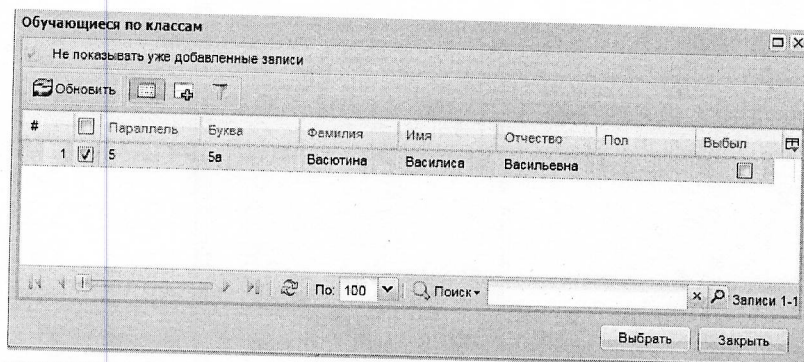 Обучающиеся по классам
Не показывать уже добавленные записи
Обновить
# Параллель Буква Фамилия Имя Отчество Пол Выбыл
1 5 5а Васютина Василиса Васильевна
По: 100 Поиск Записи 1-1
Выбрать Закрыть